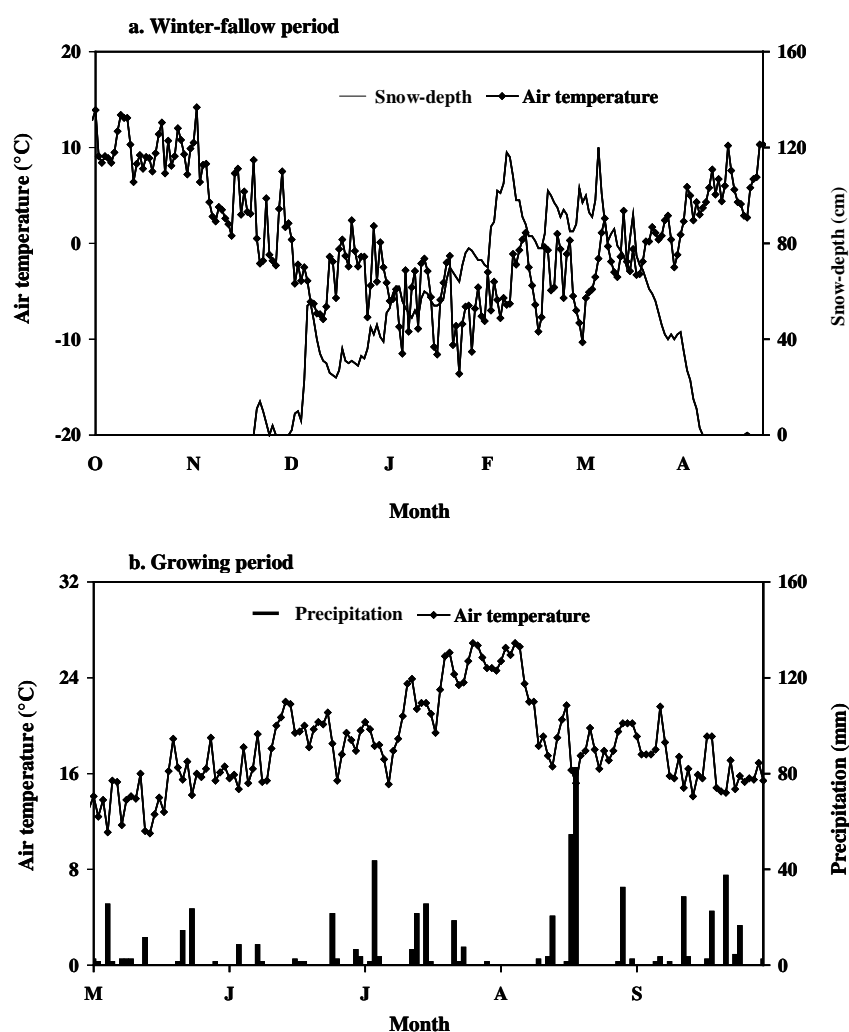 a. Winter-fallow period
20 160
Snow-depth Air temperature
10 120
0 80
-10 40
-20 0
Air temperature (°C)
Snow-depth (cm)
O N D J F M A
Month
b. Growing period
32 160
Precipitation Air temperature
24 120
16 80
8 40
0 0
Air temperature (°C)
Precipitation (mm)
M J J A S
Month